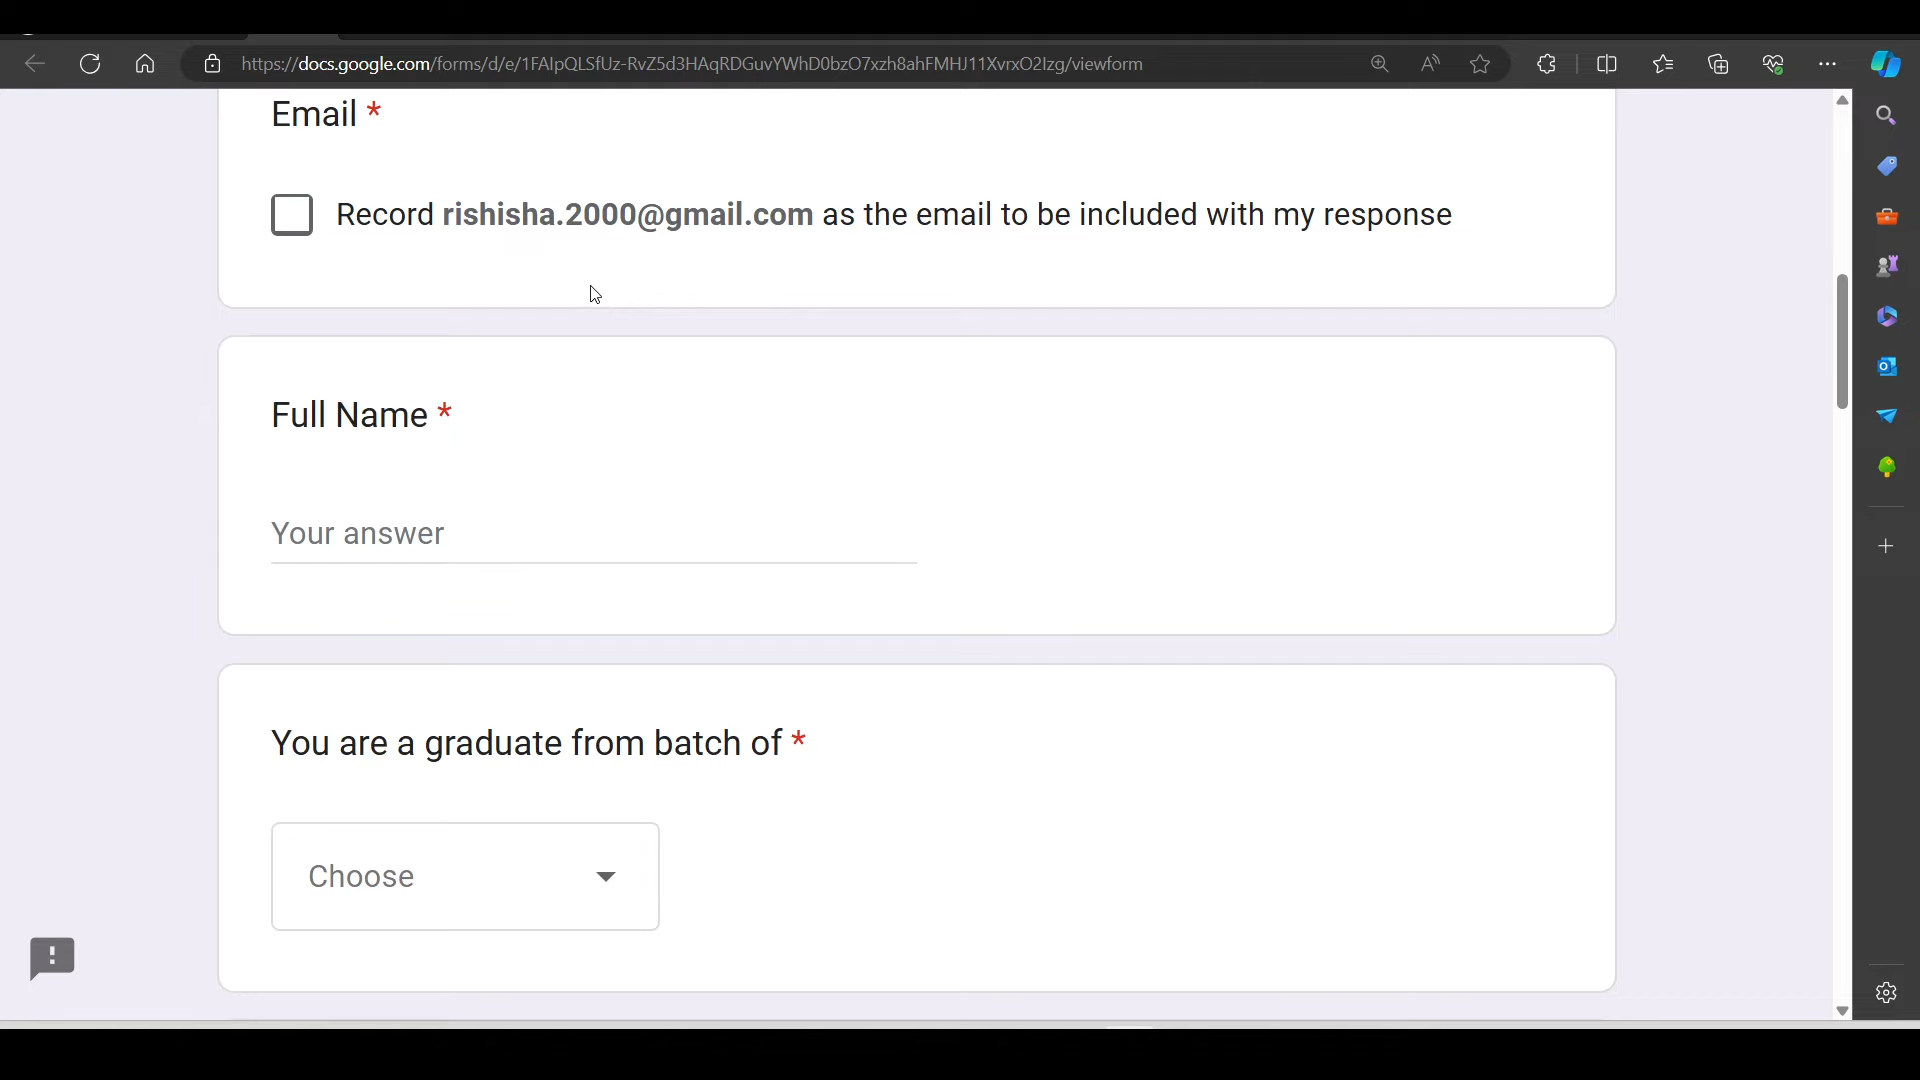 https://docs.google.com/forms/d/e/1FAIpQLSfUz-RvZ5d3HAqRDGuvYWhD0bzO7xzh8ahFMHJ11XvrxO2Izg/viewform
Email *
Record rishisha.2000@gmail.com as the email to be included with my response
Full Name *
Your answer
You are a graduate from batch of *
Choose